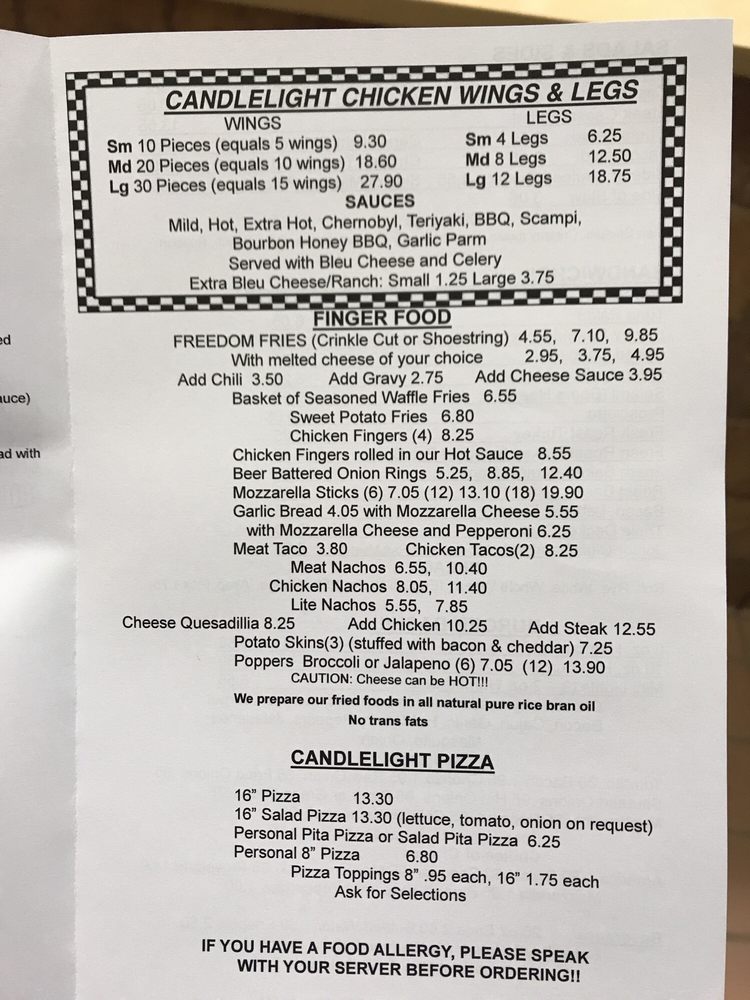 CANDLELIGHT CHICKEN WINGS & LEGS
WINGS LEGS
Sm 10 Pieces (equals 5 wings) 9.30 Sm 4 Legs 6.25
Md 20 Pieces (equals 10 wings) 18.60 Md 8 Legs 12.50
Lg 30 Pieces (equals 15 wings) 27.90 Lg 12 Legs 18.75
SAUCES
Mild, Hot, Extra Hot, Chernobyl, Teriyaki, BBQ, Scampi,
Bourbon Honey BBQ, Garlic Parm
Served with Bleu Cheese and Celery
Extra Bleu Cheese/Ranch: Small 1.25 Large 3.75
FINGER FOOD
FREEDOM FRIES (Crinkle Cut or Shoestring) 4.55, 7.10, 9.85
With melted cheese of your choice 2.95, 3.75, 4.95
Add Chili 3.50 Add Gravy 2.75 Add Cheese Sauce 3.95
Basket of Seasoned Waffle Fries 6.55
Sweet Potato Fries 6.80
Chicken Fingers (4) 8.25
Chicken Fingers rolled in our Hot Sauce 8.55
Beer Battered Onion Rings 5.25, 8.85, 12.40
Mozzarella Sticks (6) 7.05 (12) 13.10 (18) 19.90
Garlic Bread 4.05 with Mozzarella Cheese 5.55
with Mozzarella Cheese and Pepperoni 6.25
Meat Taco 3.80 Chicken Tacos(2) 8.25
Meat Nachos 6.55, 10.40
Chicken Nachos 8.05, 11.40
Lite Nachos 5.55, 7.85
Cheese Quesadillia 8.25 Add Chicken 10.25 Add Steak 12.55
Potato Skins(3) (stuffed with bacon & cheddar) 7.25
Poppers Broccoli or Jalapeno (6) 7.05 (12) 13.90
CAUTION: Cheese can be HOT!!!
We prepare our fried foods in all natural pure rice bran oil
No trans fats
CANDLELIGHT PIZZA
16" Pizza 13.30
16" Salad Pizza 13.30 (lettuce, tomato, onion on request)
Personal Pita Pizza or Salad Pita Pizza 6.25
Personal 8" Pizza 6.80
Pizza Toppings 8" .95 each, 16" 1.75 each
Ask for Selections
IF YOU HAVE A FOOD ALLERGY, PLEASE SPEAK
WITH YOUR SERVER BEFORE ORDERING!!
ed
auce)
ad with